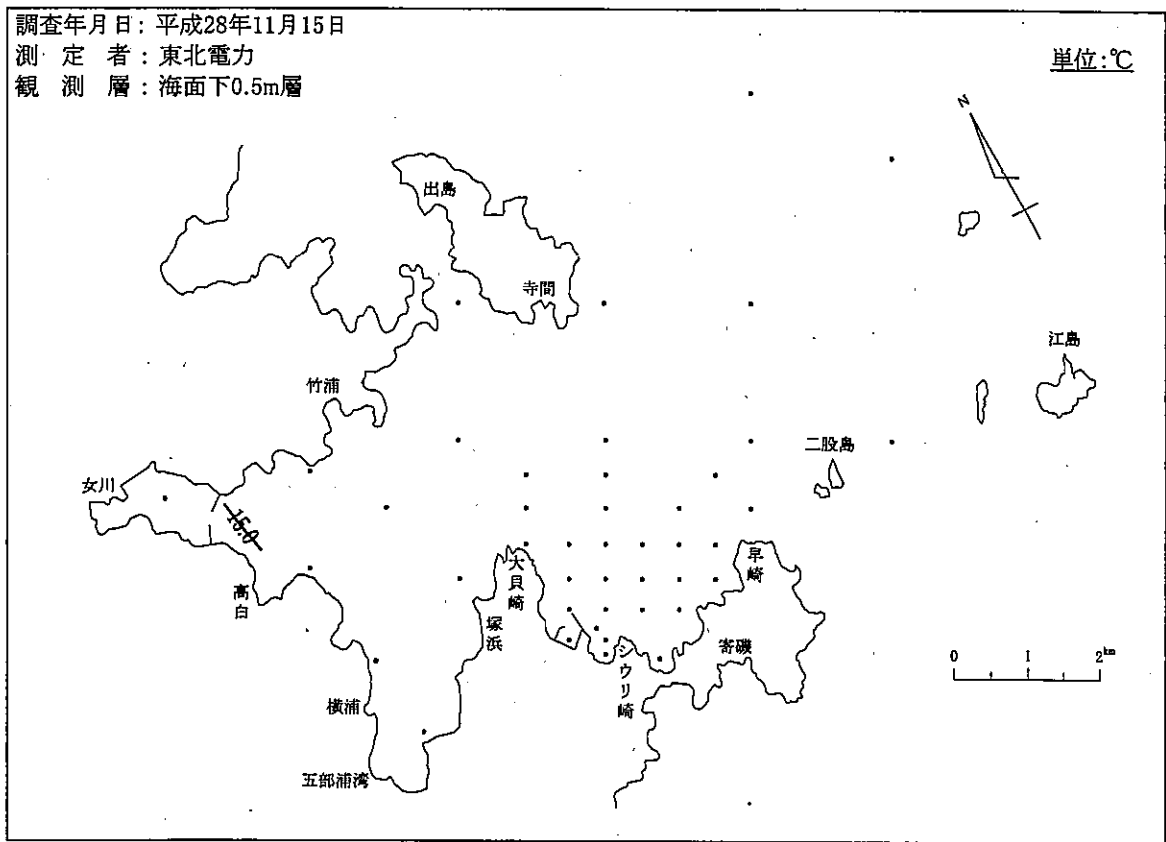 調査年月日：平成28年11月15日
測定者：東北電力
観測層：海面下0.5m層
単位：℃
N
出島
寺間
江島
竹浦
二股島
女川
15.0
早崎
大貝崎
高白
塚浜
寄磯
シウリ崎
0 1 2km
横浦
五部浦湾